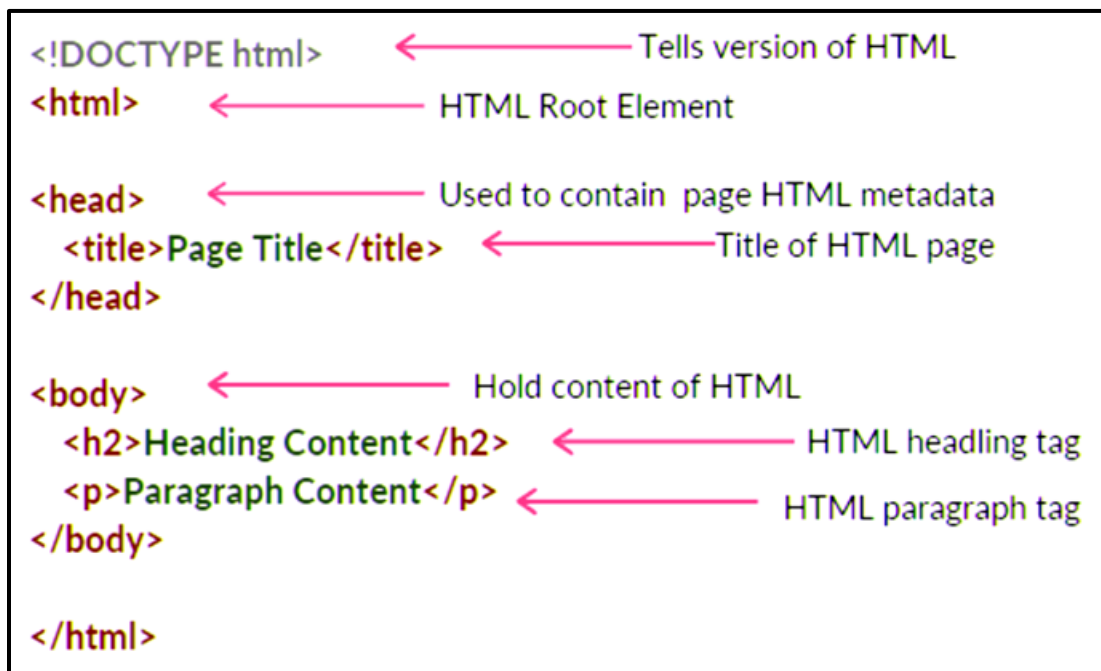 <!DOCTYPE html> Tells version of HTML
<html> HTML Root Element
<head> Used to contain page HTML metadata
<title>Page Title</title> Title of HTML page
</head>
<body> Hold content of HTML
<h2>Heading Content</h2> HTML headling tag
<p>Paragraph Content</p> HTML paragraph tag
</body>
</html>